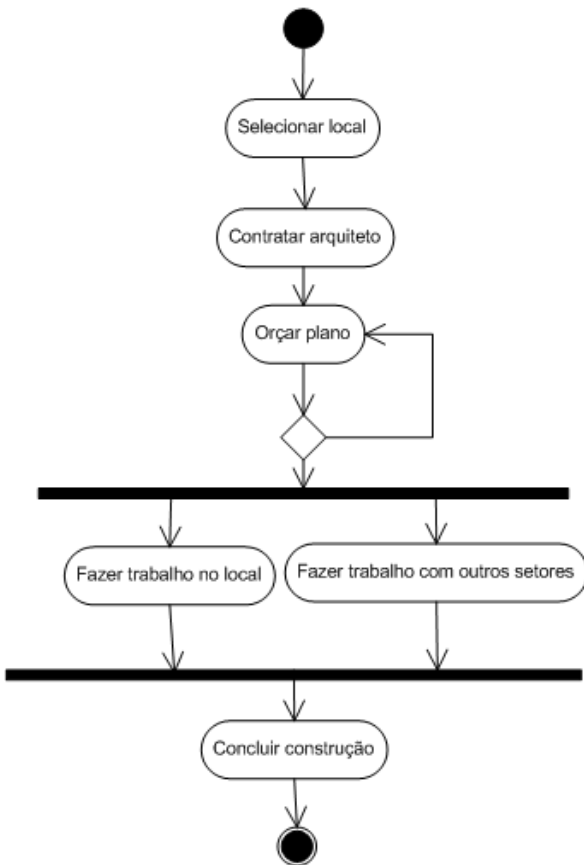 Selecionar local
Contratar arquiteto
Orçar plano
Fazer trabalho no local
Fazer trabalho com outros setores
Concluir construção